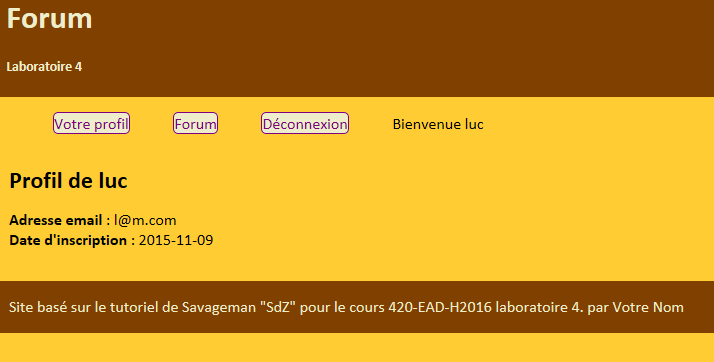 Forum
Laboratoire 4
Votre profil Forum Déconnexion Bienvenue luc
Profil de luc
Adresse email : l@m.com
Date d'inscription : 2015-11-09
Site basé sur le tutoriel de Savageman "SdZ" pour le cours 420-EAD-H2016 laboratoire 4. par Votre Nom